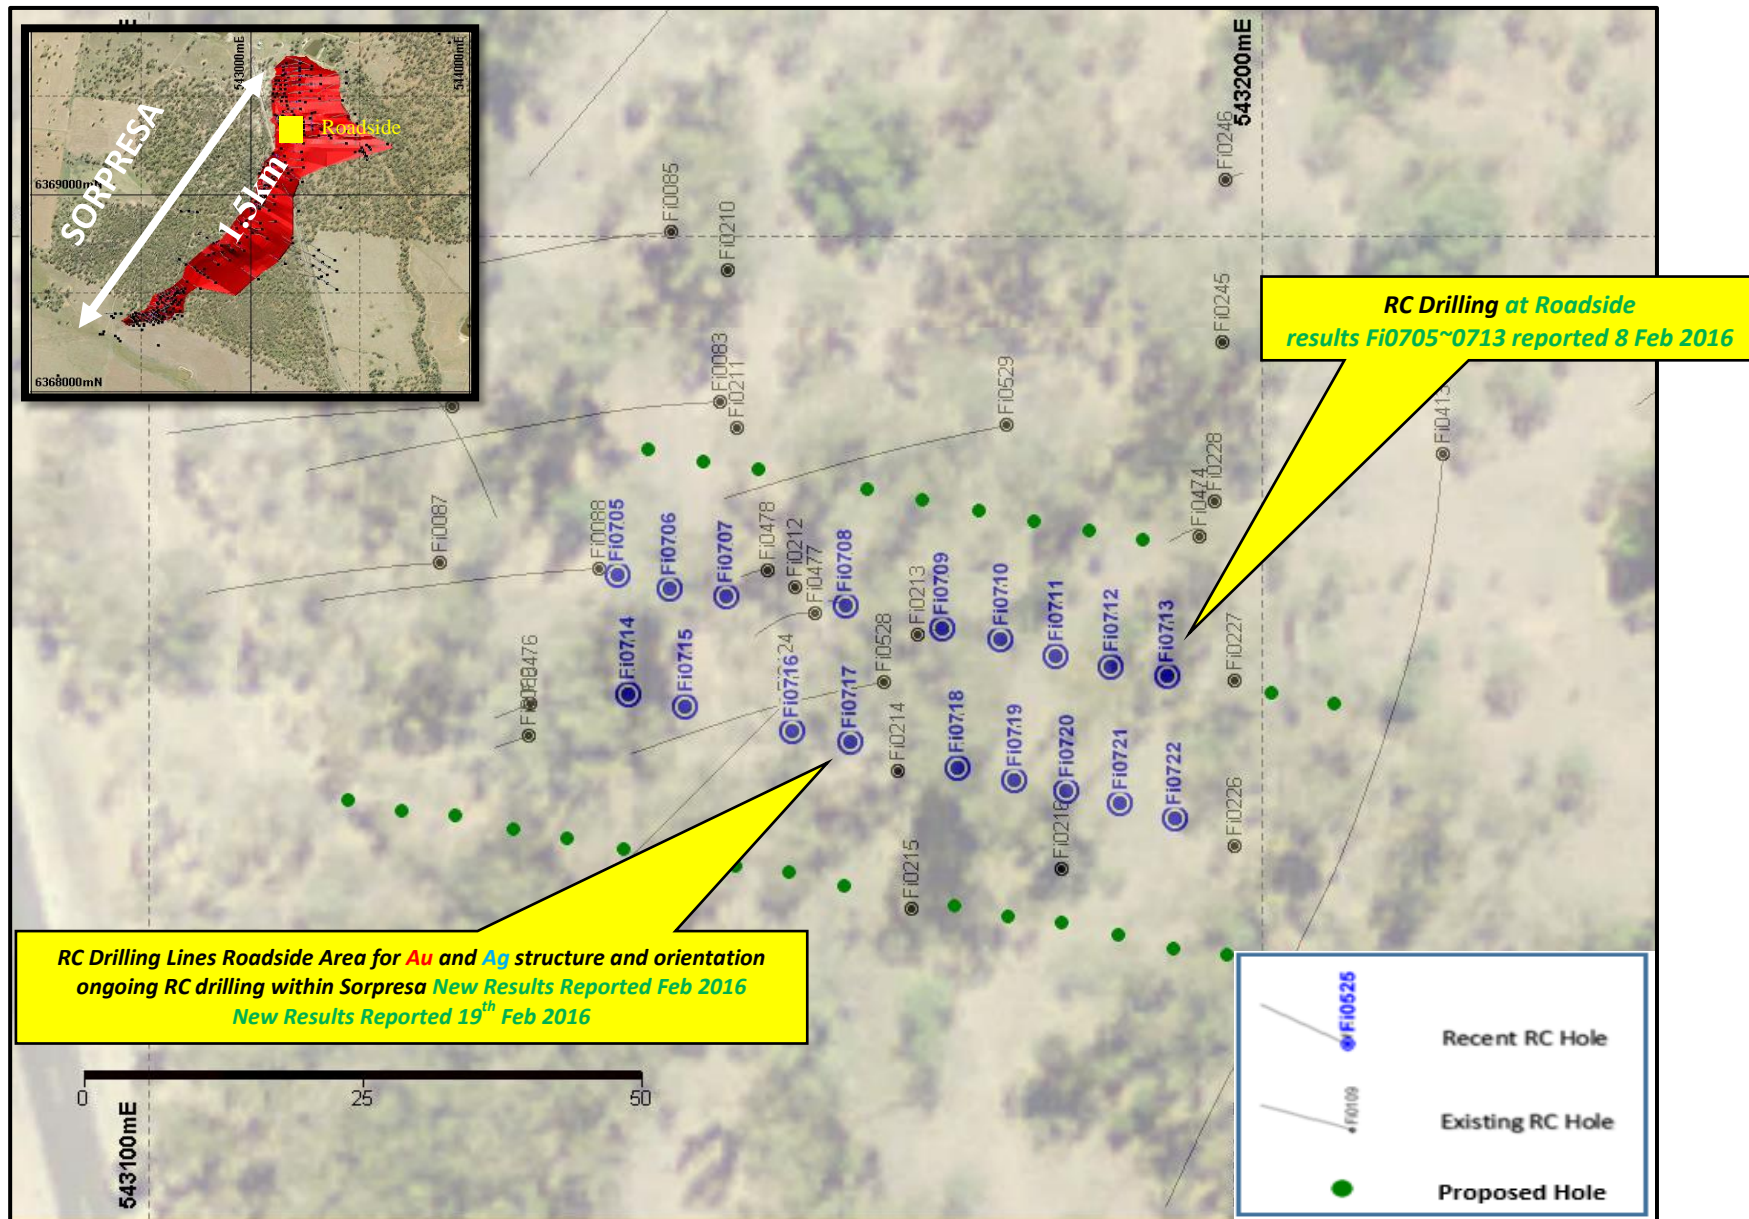 SORPRESA
1.5km
Roadside
543000mE
544000mE
6369000mN
6368000mN
543200mE
Fi0246
Fi0085
Fi0210
Fi0245
RC Drilling at Roadside
results Fi0705~0713 reported 8 Feb 2016
Fi0083
Fi0211
Fi0529
Fi0413
Fi0228
Fi0474
Fi0087
Fi0088
Fi0705
Fi0706
Fi0707
Fi0478
Fi0212
Fi0477
Fi0708
Fi0213
Fi0709
Fi0710
Fi0711
Fi0712
Fi0713
Fi0227
Fi0476
Fi0714
Fi0715
24
Fi0716
Fi0717
Fi0528
Fi0214
Fi0718
Fi0719
Fi0720
Fi0721
Fi0722
Fi0226
Fi0216
Fi0215
RC Drilling Lines Roadside Area for Au and Ag structure and orientation
ongoing RC drilling within Sorpresa New Results Reported Feb 2016
New Results Reported 19th Feb 2016
0
25
50
543100mE
Fi0525
Recent RC Hole
Fi0109
Existing RC Hole
Proposed Hole